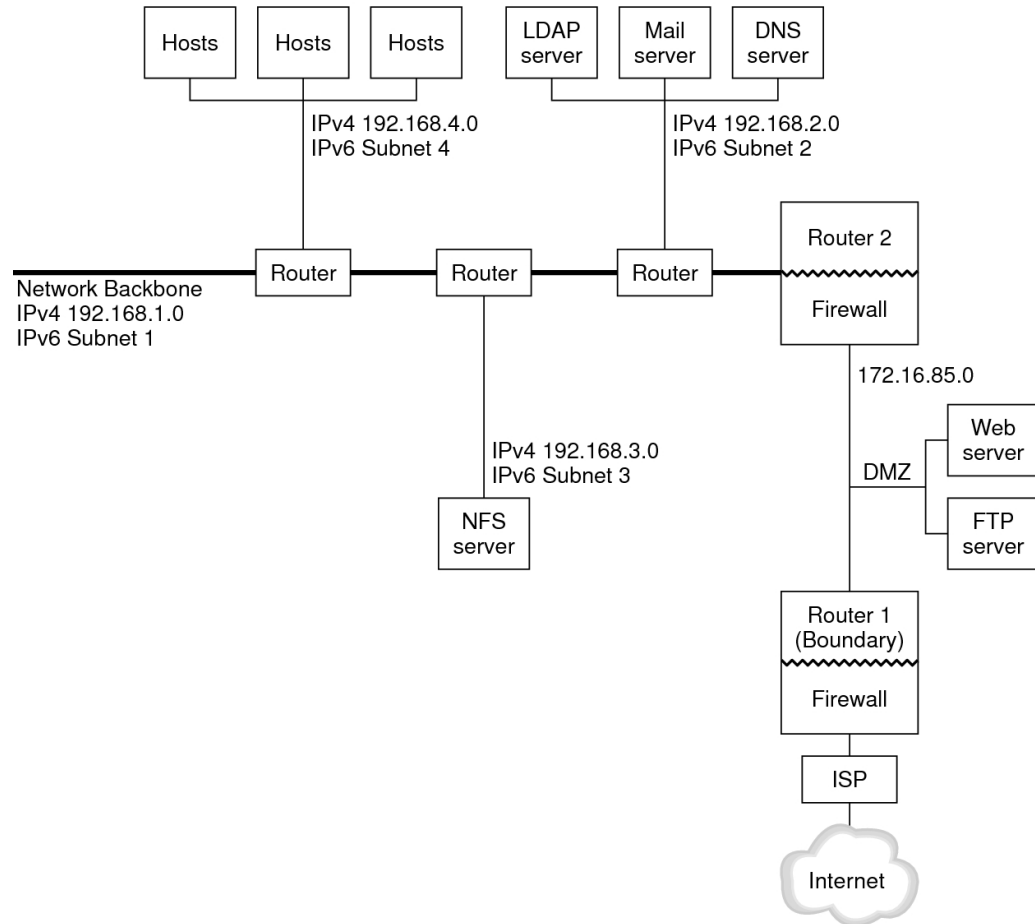 Hosts
Hosts
Hosts
LDAP
server
Mail
server
DNS
server
IPv4 192.168.4.0
IPv6 Subnet 4
IPv4 192.168.2.0
IPv6 Subnet 2
Router
Router
Router
Router 2
Firewall
Network Backbone
IPv4 192.168.1.0
IPv6 Subnet 1
172.16.85.0
IPv4 192.168.3.0
IPv6 Subnet 3
NFS
server
DMZ
Web
server
FTP
server
Router 1
(Boundary)
Firewall
ISP
Internet